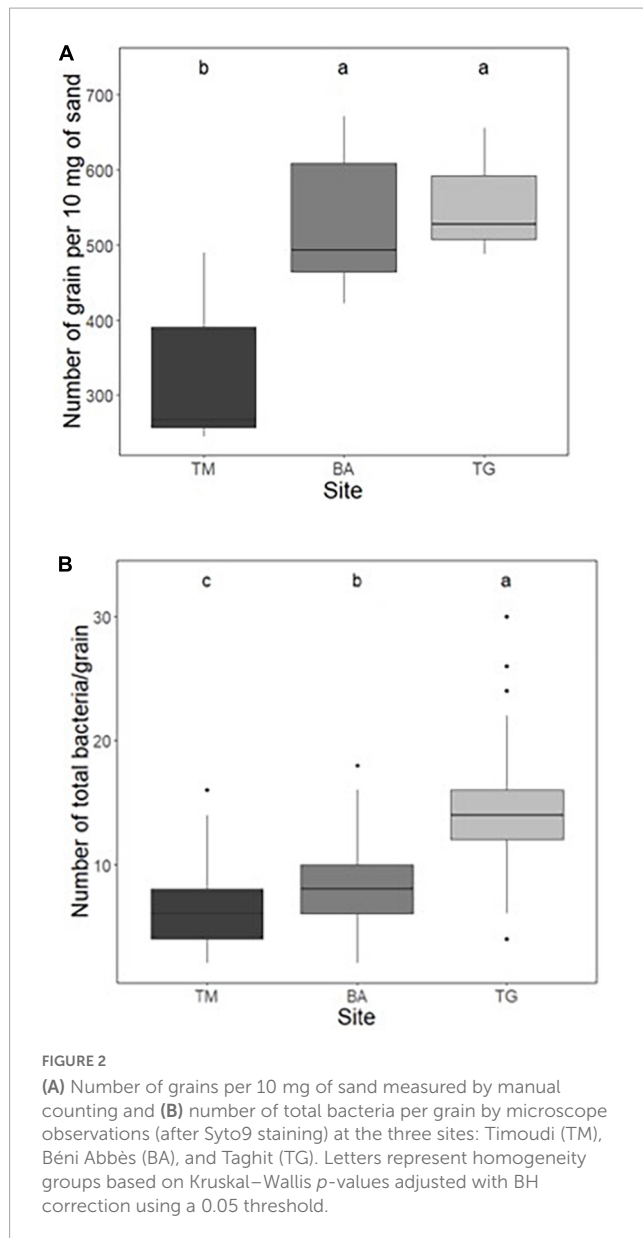 A
b a a
Number of grain per 10 mg of sand
700
600
500
400
300
TM BA TG
Site
B
c b a
Number of total bacteria/grain
30
20
10
TM BA TG
Site
FIGURE 2
(A) Number of grains per 10 mg of sand measured by manual
counting and (B) number of total bacteria per grain by microscope
observations (after Syto9 staining) at the three sites: Timoudi (TM),
Béni Abbès (BA), and Taghit (TG). Letters represent homogeneity
groups based on Kruskal–Wallis p-values adjusted with BH
correction using a 0.05 threshold.